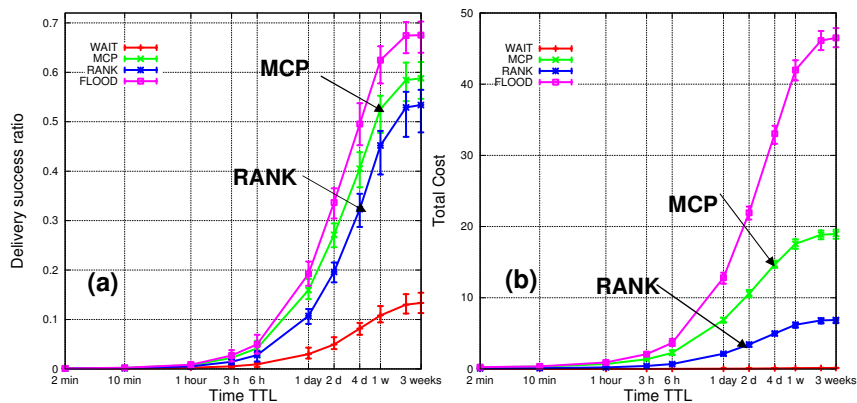 0.7
0.6
0.5
0.4
0.3
0.2
0.1
0
Delivery success ratio
WAIT
MCP
RANK
FLOOD
MCP
RANK
(a)
2 min 10 min 1 hour 3 h 6 h 1 day 2 d 4 d 1 w 3 weeks
Time TTL
50
40
30
20
10
0
Total Cost
WAIT
MCP
RANK
FLOOD
MCP
RANK
(b)
2 min 10 min 1 hour 3 h 6 h 1 day 2 d 4 d 1 w 3 weeks
Time TTL